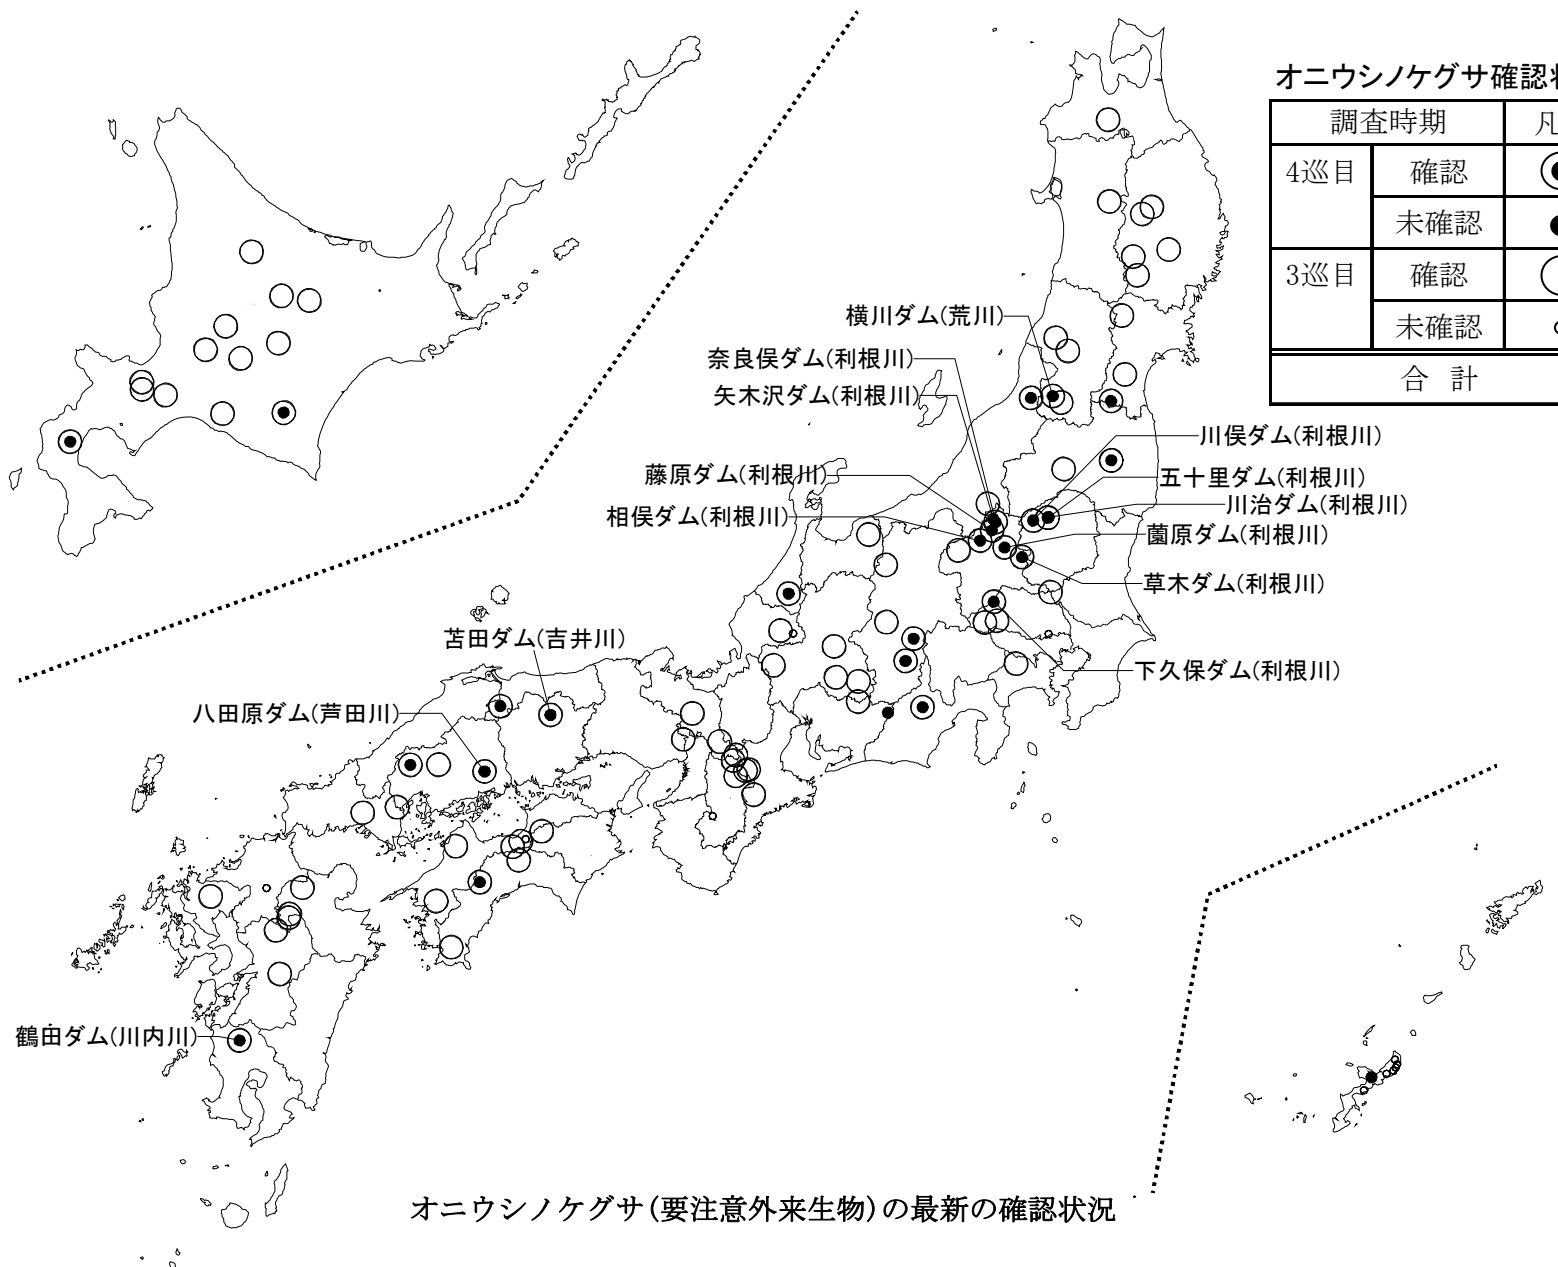 オニウシノケグサ確認
調査時期
4巡目 確認
未確認
3巡目 確認
未確認
合計
横川ダム(荒川)
奈良俣ダム(利根川)
矢木沢ダム(利根川)
川俣ダム(利根川)
藤原ダム(利根川)
五十里ダム(利根川)
川治ダム(利根川)
相俣ダム(利根川)
薗原ダム(利根川)
草木ダム(利根川)
苫田ダム(吉井川)
下久保ダム(利根川)
八田原ダム(芦田川)
鶴田ダム(川内川)
オニウシノケグサ(要注意外来生物)の最新の確認状況